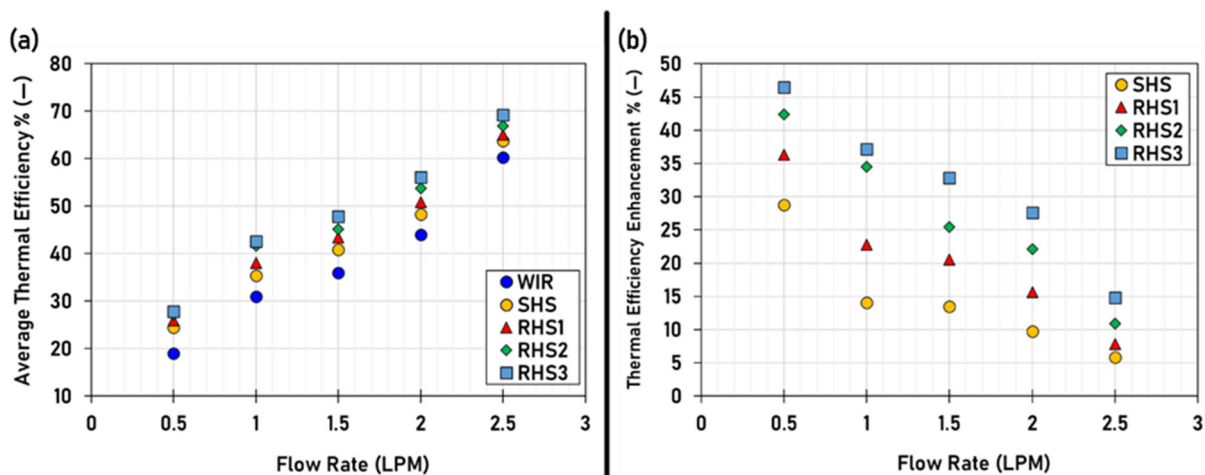 (a)
Average Thermal Efficiency % (—)
80
70
60
50
40
30
20
10
0 0.5 1 1.5 2 2.5 3
Flow Rate (LPM)
WIR
SHS
RHS1
RHS2
RHS3
(b)
Thermal Efficiency Enhancement % (—)
50
45
40
35
30
25
20
15
10
5
0
0 0.5 1 1.5 2 2.5 3
Flow Rate (LPM)
SHS
RHS1
RHS2
RHS3